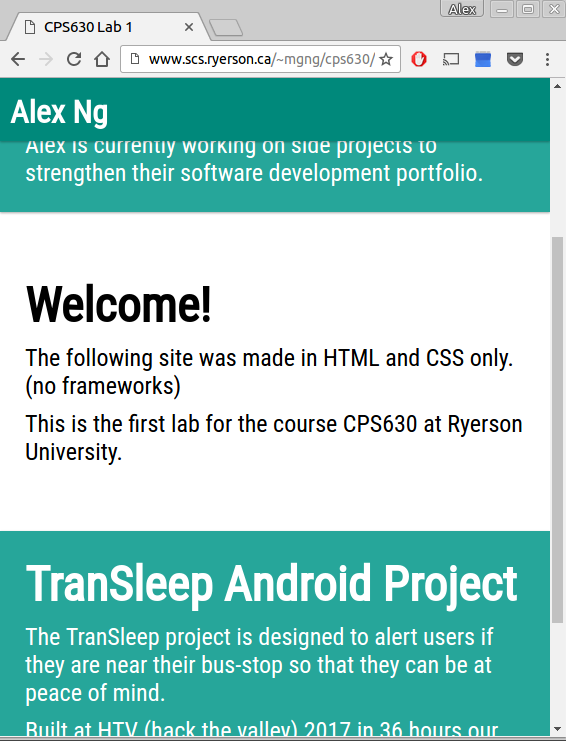 Alex
CPS630 Lab 1
www.scs.ryerson.ca/~mgng/cps630/
Alex Ng
Alex is currently working on side projects to
strengthen their software development portfolio.
Welcome!
The following site was made in HTML and CSS only.
(no frameworks)
This is the first lab for the course CPS630 at Ryerson
University.
TranSleep Android Project
The TranSleep project is designed to alert users if
they are near their bus-stop so that they can be at
peace of mind.
Built at HTV (hack the valley) 2017 in 36 hours our